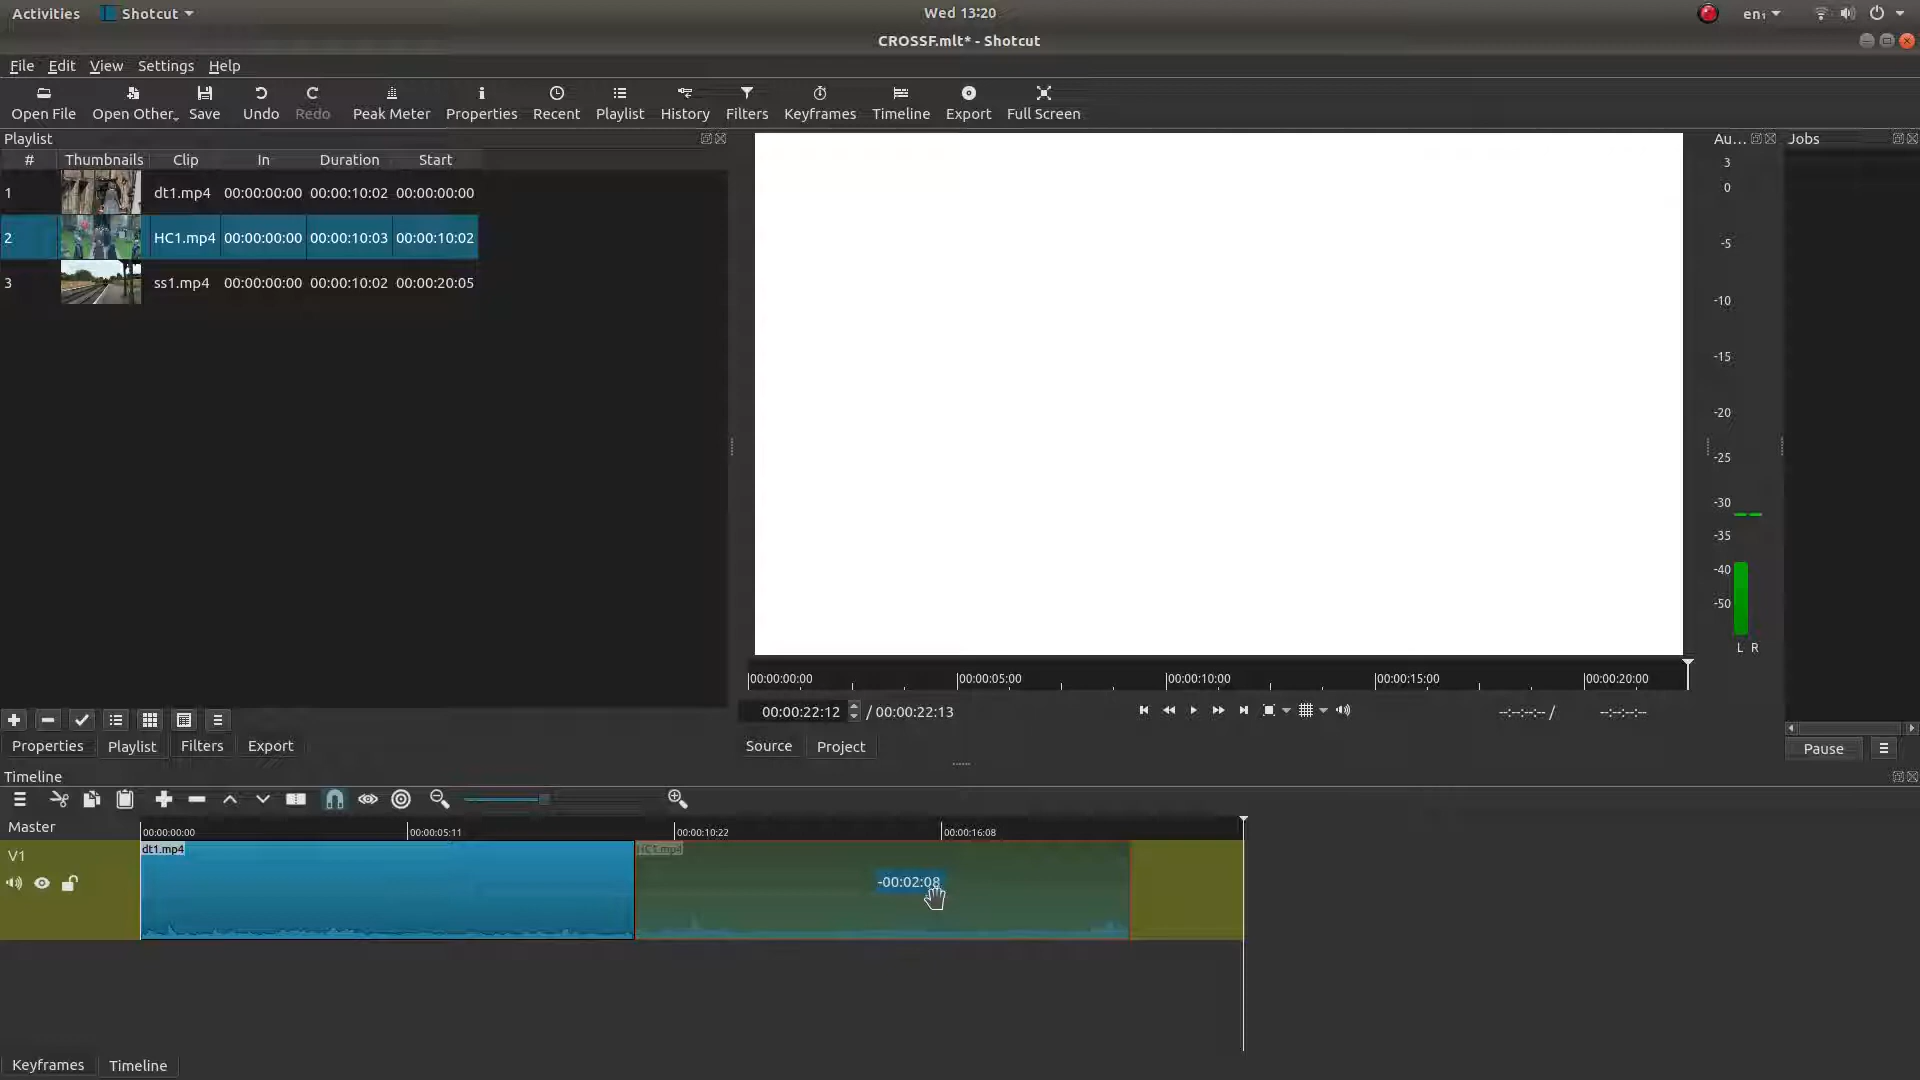 Activities Shotcut Wed 13:20 en₁
CROSSF.mlt* - Shotcut
File Edit View Settings Help
Open File Open Other... Save Undo Redo Peak Meter Properties Recent Playlist History Filters Keyframes Timeline Export Full Screen
Playlist
# Thumbnails Clip In Duration Start
1 dt1.mp4 00:00:00:00 00:00:10:02 00:00:00:00
2 HC1.mp4 00:00:00:00 00:00:10:03 00:00:10:02
3 ss1.mp4 00:00:00:00 00:00:10:02 00:00:20:05
Au... Jobs
3
0
-5
-10
-15
-20
-25
-30
-35
-40
-50
L R
00:00:00:00 00:00:05:00 00:00:10:00 00:00:15:00 00:00:20:00
00:00:22:12 / 00:00:22:13 --:--:--:-- / --:--:--:--
Properties Playlist Filters Export
Source Project
Pause
Timeline
Master
00:00:00:00 00:00:05:11 00:00:10:22 00:00:16:08
V1
dt1.mp4 HC1.mp4
-00:02:08
Keyframes Timeline